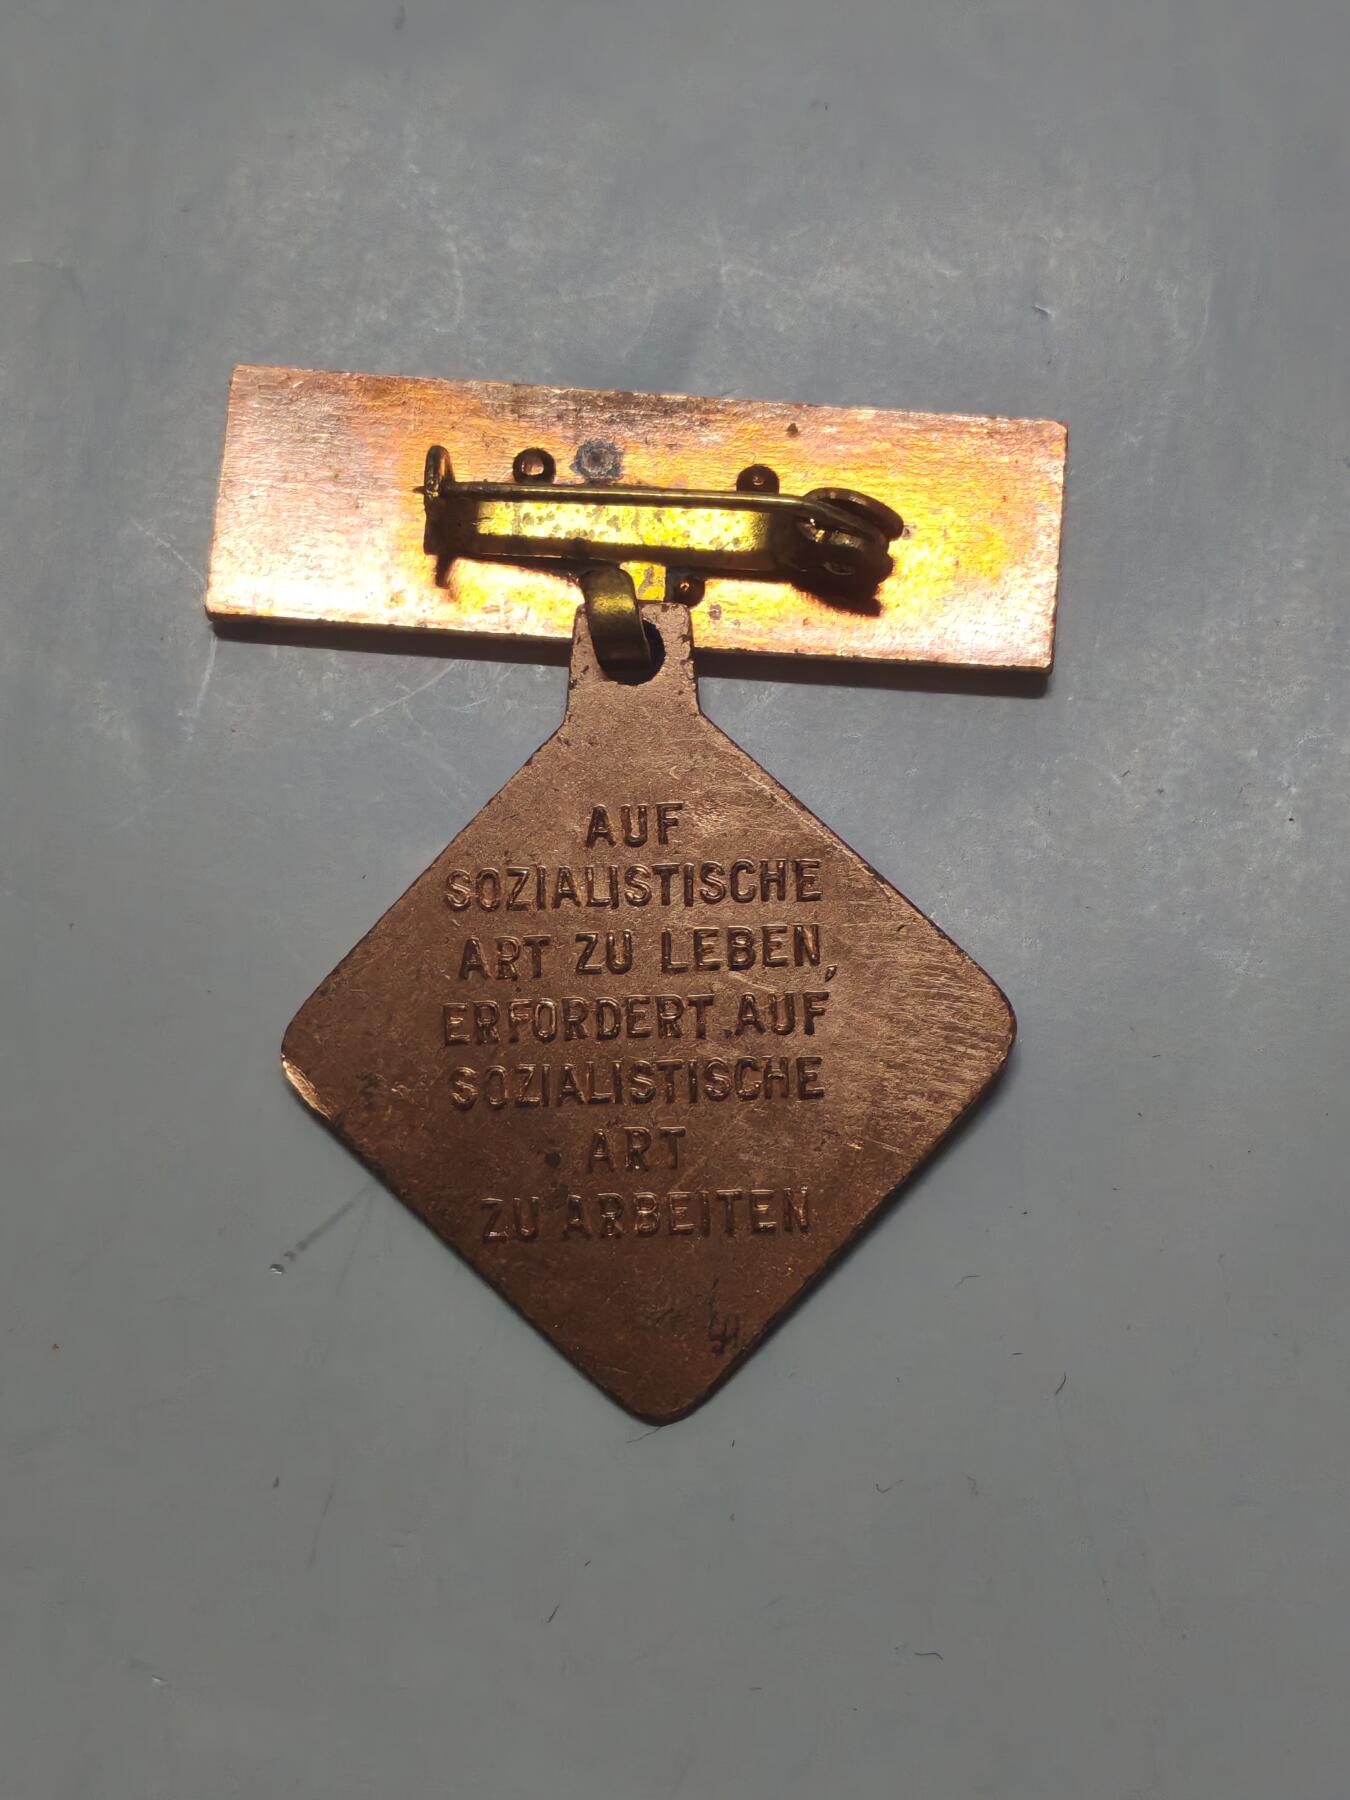 AUF
SOZIALISTISCHE
ART ZU LEBEN,
ERFORDERT, AUF
SOZIALISTISCHE
ART
ZU ARBEITEN